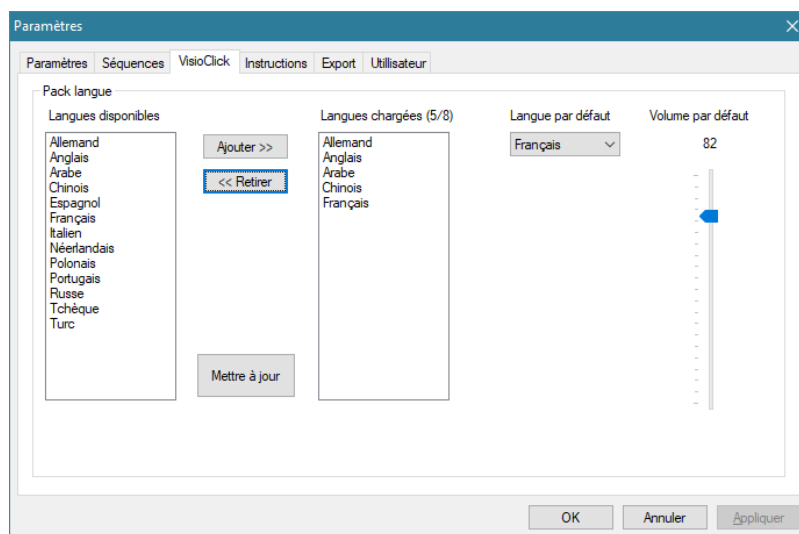 Paramètres
Paramètres Séquences VisioClick Instructions Export Utilisateur
Pack langue
Langues disponibles
Langues chargées (5/8)
Langue par défaut
Volume par défaut
Allemand
Anglais
Arabe
Chinois
Espagnol
Français
Italien
Néerlandais
Polonais
Portugais
Russe
Tchèque
Turc
Ajouter >>
<< Retirer
Mettre à jour
Allemand
Anglais
Arabe
Chinois
Français
Français
82
OK Annuler Appliquer